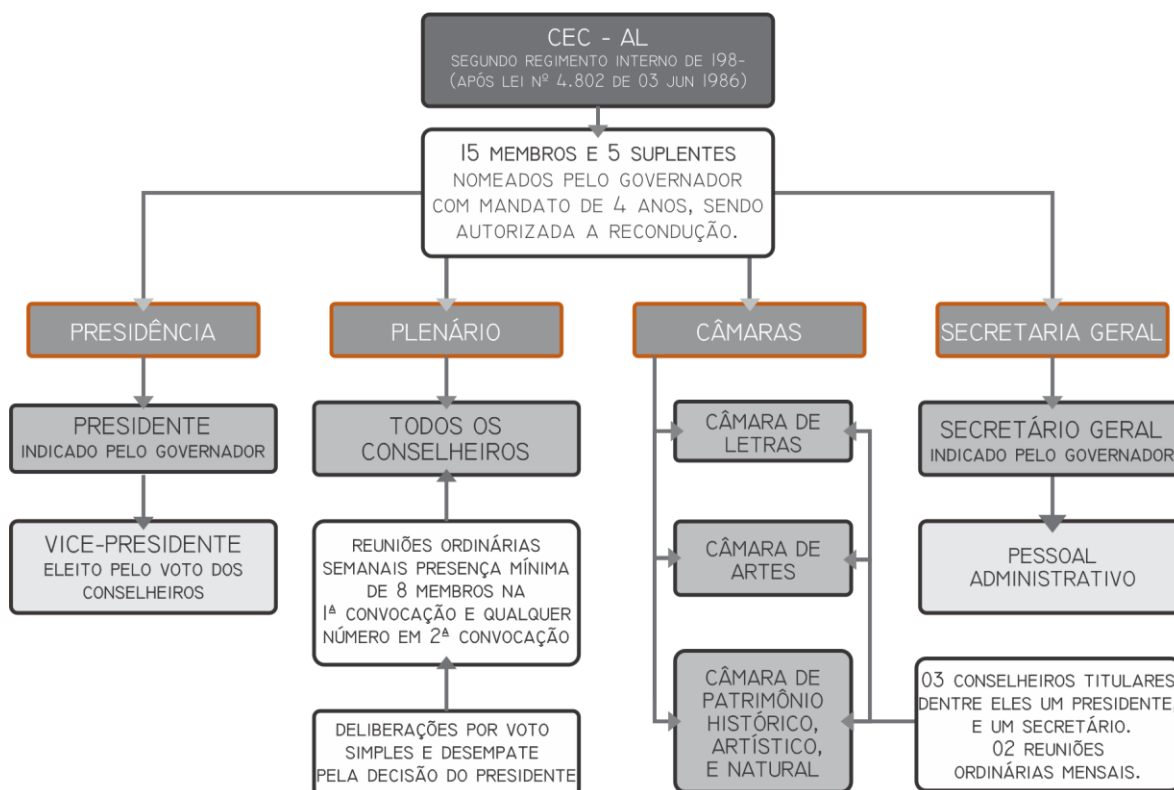 CEC - AL
SEGUNDO REGIMENTO INTERNO DE 198-
(APÓS LEI Nº 4.802 DE 03 JUN 1986)
15 MEMBROS E 5 SUPLENTES
NOMEADOS PELO GOVERNADOR
COM MANDATO DE 4 ANOS, SENDO
AUTORIZADA A RECONDUÇÃO.
PRESIDÊNCIA
PLENÁRIO
CÂMARAS
SECRETARIA GERAL
PRESIDENTE
INDICADO PELO GOVERNADOR
TODOS OS
CONSELHEIROS
CÂMARA DE
LETRAS
SECRETÁRIO GERAL
INDICADO PELO GOVERNADOR
VICE-PRESIDENTE
ELEITO PELO VOTO DOS
CONSELHEIROS
REUNIÕES ORDINÁRIAS
SEMANAIS PRESENÇA MÍNIMA
DE 8 MEMBROS NA
1ª CONVOCAÇÃO E QUALQUER
NÚMERO EM 2ª CONVOCAÇÃO
CÂMARA DE
ARTES
PESSOAL
ADMINISTRATIVO
DELIBERAÇÕES POR VOTO
SIMPLES E DESEMPATE
PELA DECISÃO DO PRESIDENTE
CÂMARA DE
PATRIMÔNIO
HISTÓRICO,
ARTÍSTICO,
E NATURAL
03 CONSELHEIROS TITULARES
DENTRE ELES UM PRESIDENTE,
E UM SECRETÁRIO.
02 REUNIÕES
ORDINÁRIAS MENSAIS.